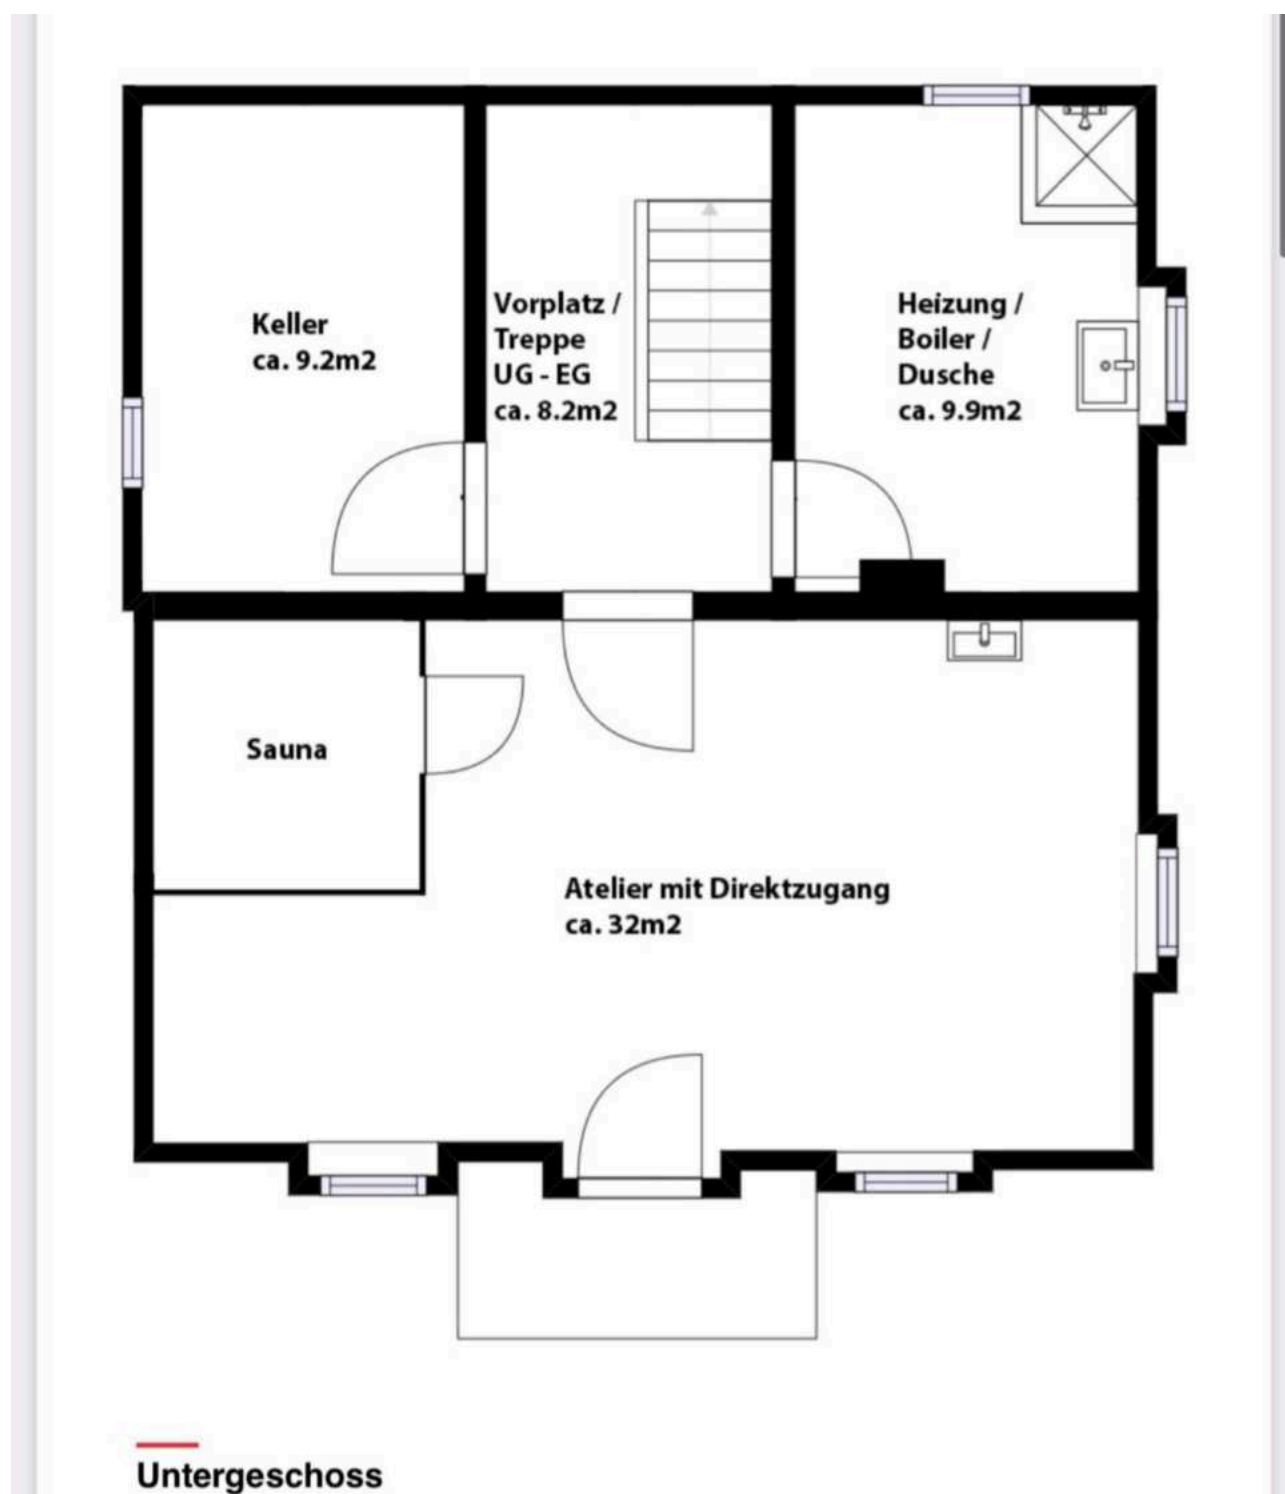 Keller
ca. 9.2m2
Vorplatz /
Treppe
UG - EG
ca. 8.2m2
Heizung /
Boiler /
Dusche
ca. 9.9m2
Sauna
Atelier mit Direktzugang
ca. 32m2
Untergeschoss